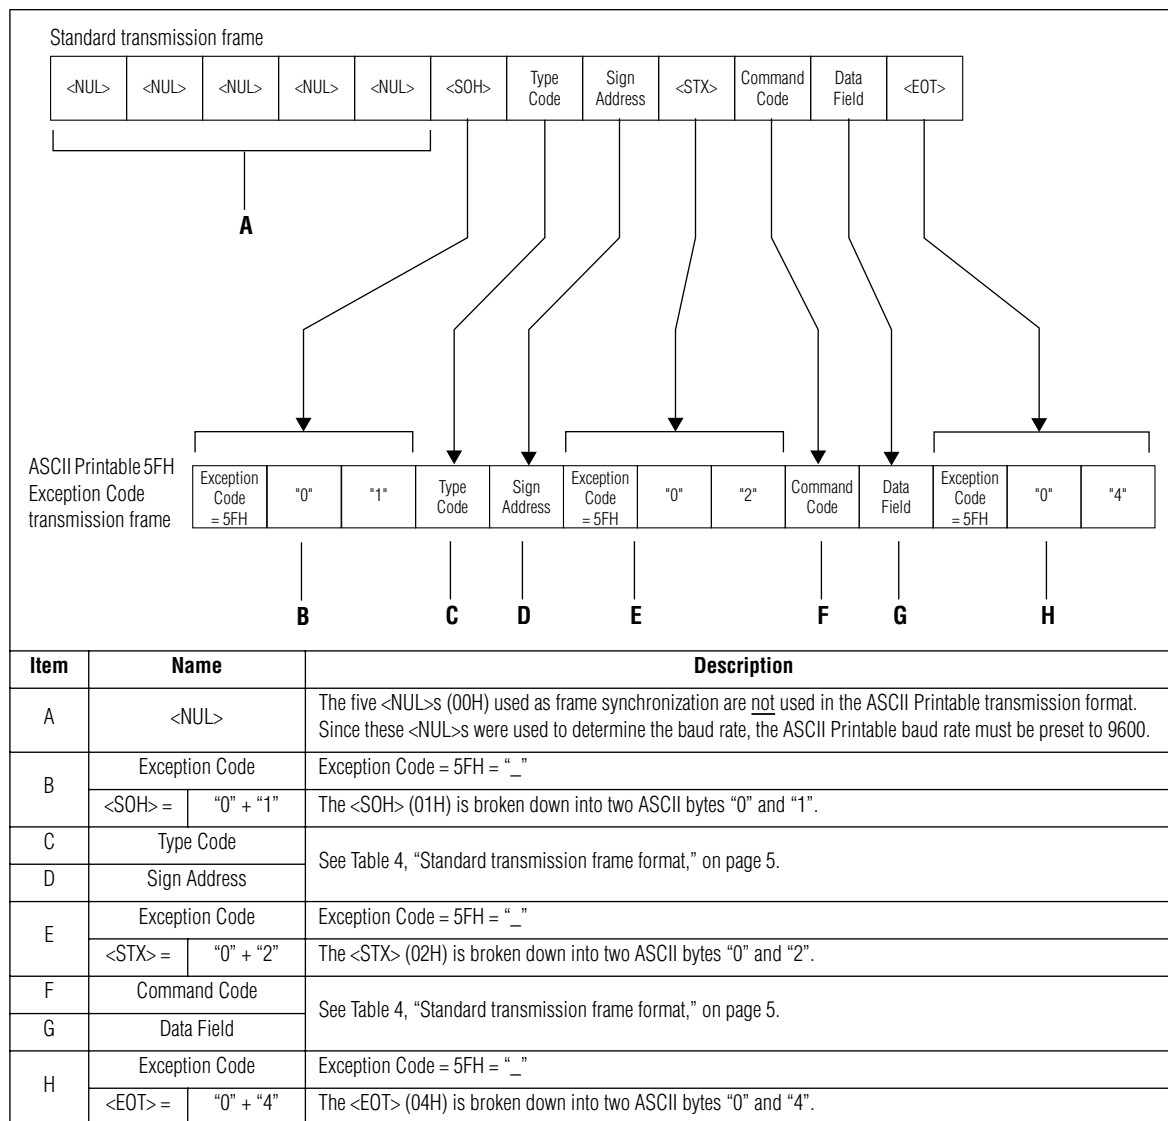 Standard transmission frame
<NUL> <NUL> <NUL> <NUL> <NUL> <SOH> Type Code Sign Address <STX> Command Code Data Field <EOT>
A
ASCII Printable 5FH
Exception Code
transmission frame
Exception Code = 5FH "0" "1" Type Code Sign Address Exception Code = 5FH "0" "2" Command Code Data Field Exception Code = 5FH "0" "4"
B C D E F G H
Item Name Description
A <NUL> The five <NUL>s (00H) used as frame synchronization are not used in the ASCII Printable transmission format.
Since these <NUL>s were used to determine the baud rate, the ASCII Printable baud rate must be preset to 9600.
B Exception Code Exception Code = 5FH = “_”
<SOH> = “0” + “1” The <SOH> (01H) is broken down into two ASCII bytes “0” and “1”.
C Type Code See Table 4, “Standard transmission frame format,” on page 5.
D Sign Address
E Exception Code Exception Code = 5FH = “_”
<STX> = “0” + “2” The <STX> (02H) is broken down into two ASCII bytes “0” and “2”.
F Command Code See Table 4, “Standard transmission frame format,” on page 5.
G Data Field
H Exception Code Exception Code = 5FH = “_”
<EOT> = “0” + “4” The <EOT> (04H) is broken down into two ASCII bytes “0” and “4”.